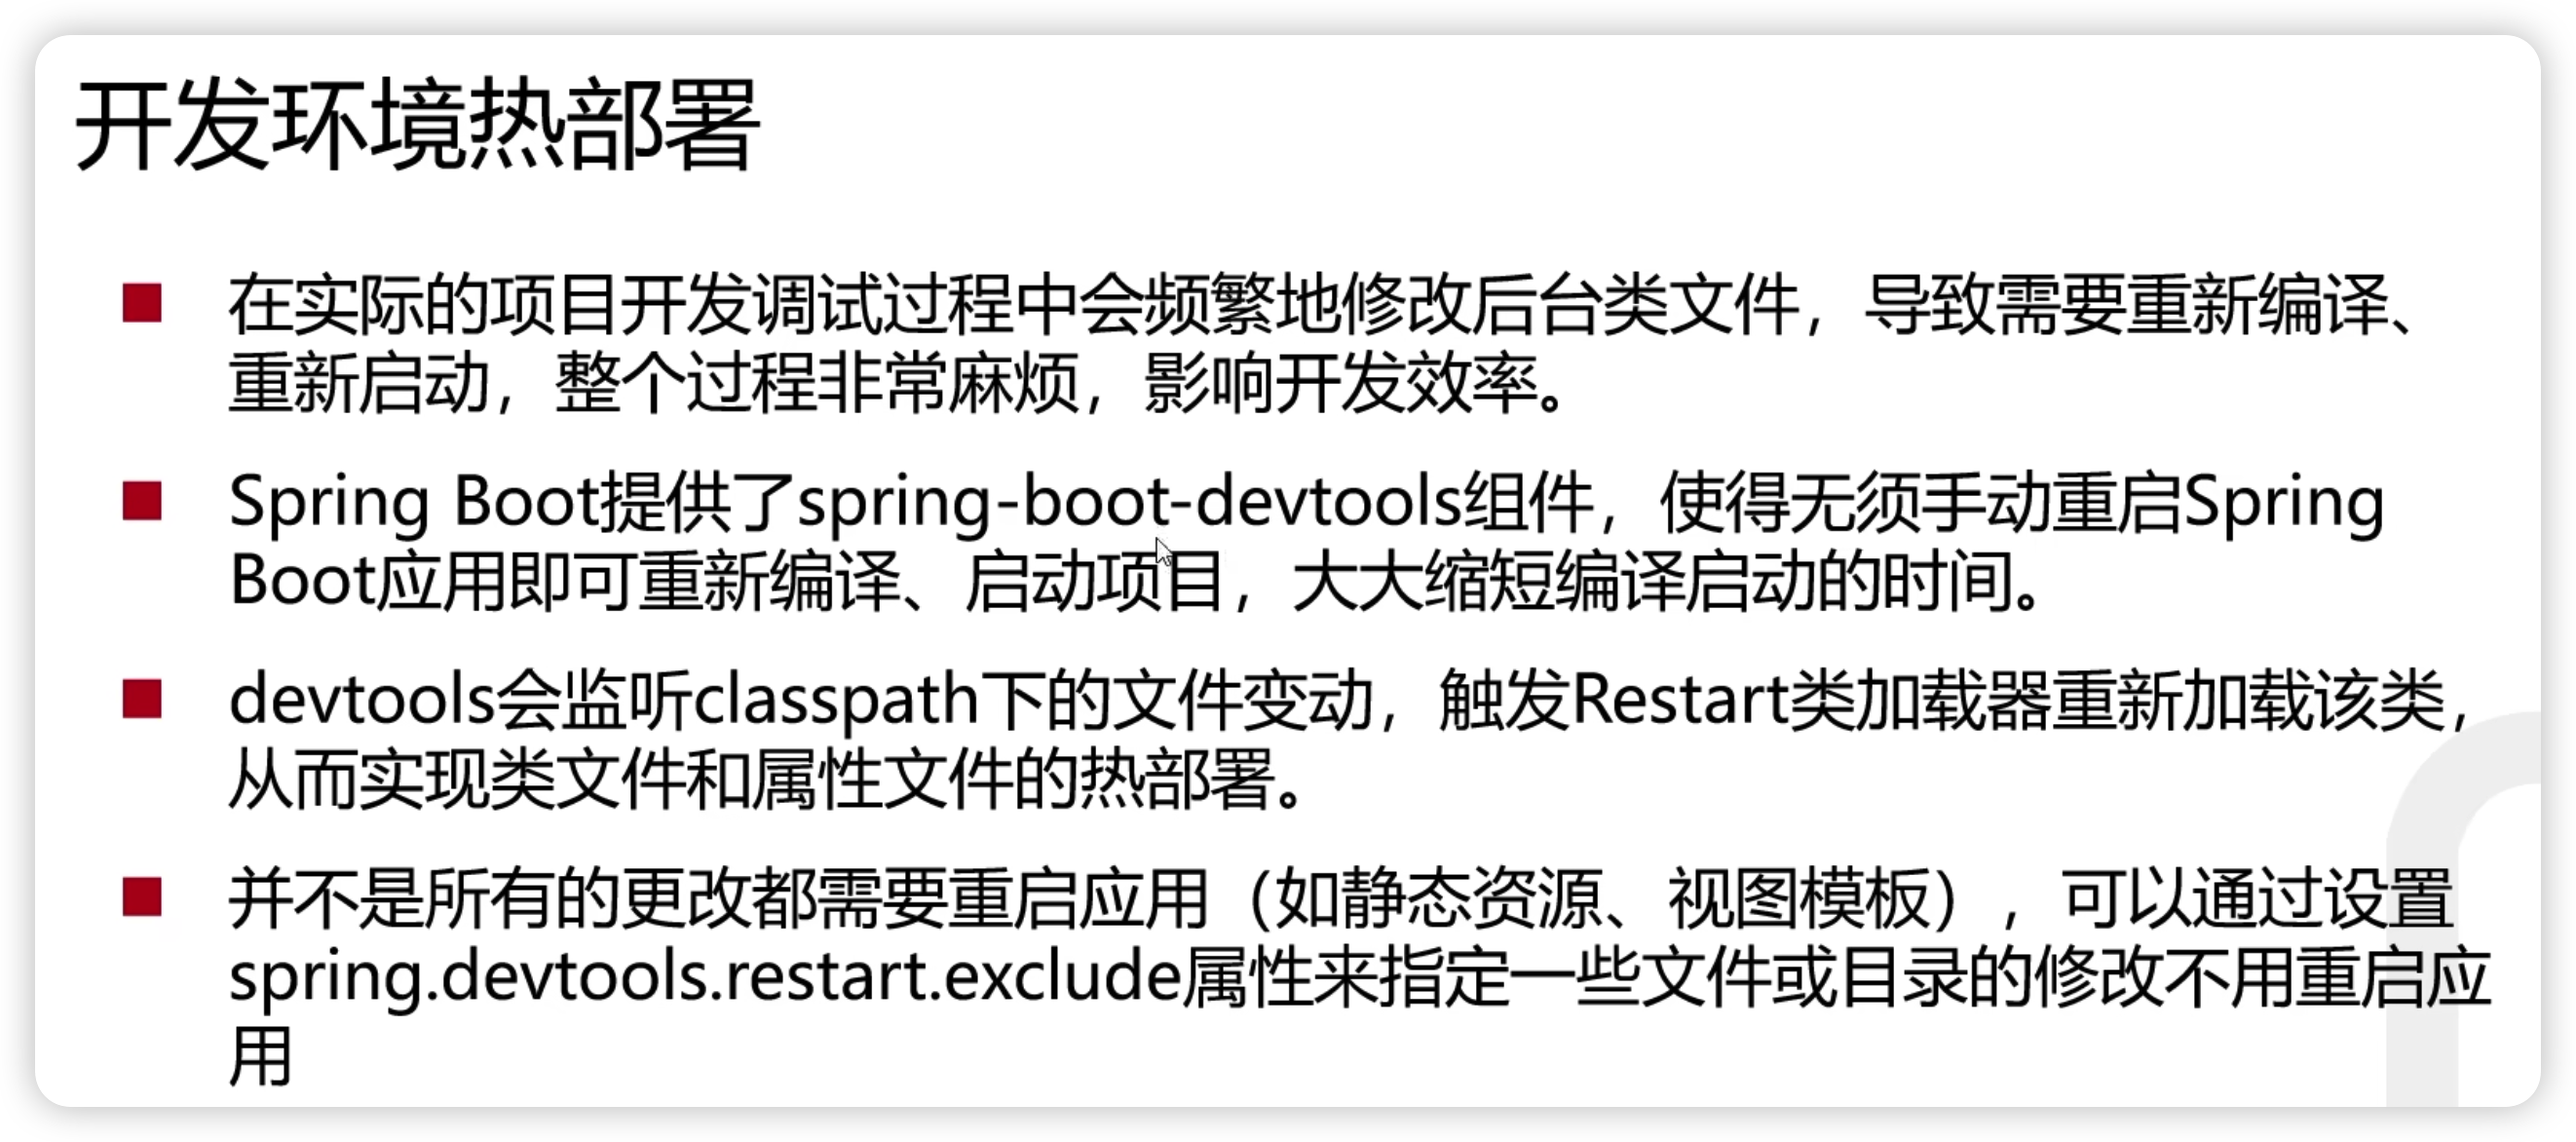 开发环境热部署
在实际的项目开发调试过程中会频繁地修改后台类文件，导致需要重新编译、
重新启动，整个过程非常麻烦，影响开发效率。
Spring Boot提供了spring-boot-devtools组件，使得无须手动重启Spring
Boot应用即可重新编译、启动项目，大大缩短编译启动的时间。
devtools会监听classpath下的文件变动，触发Restart类加载器重新加载该类，
从而实现类文件和属性文件的热部署。
并不是所有的更改都需要重启应用（如静态资源、视图模板），可以通过设置
spring.devtools.restart.exclude属性来指定一些文件或目录的修改不用重启应
用